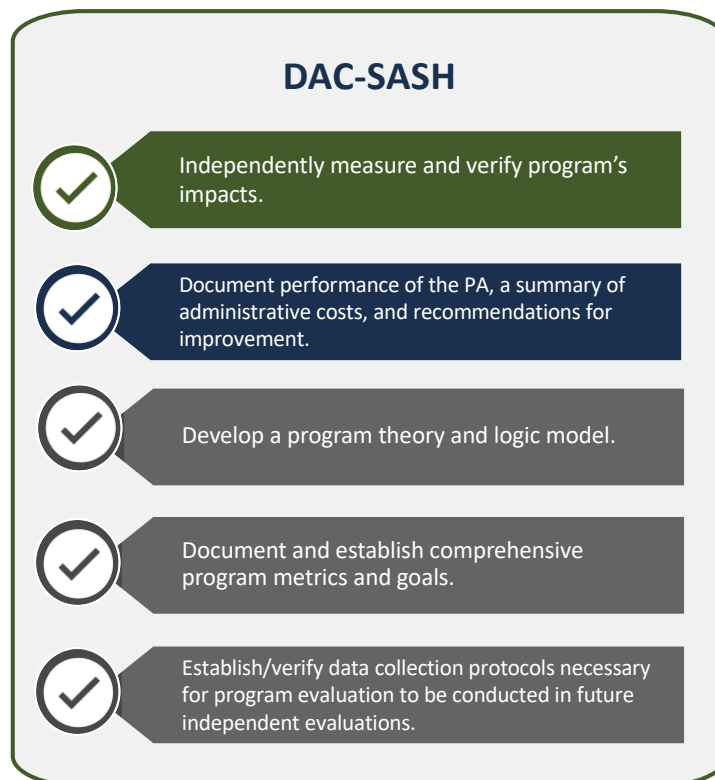 DAC-SASH
Independently measure and verify program's
impacts.
Document performance of the PA, a summary of
administrative costs, and recommendations for
improvement.
Develop a program theory and logic model.
Document and establish comprehensive
program metrics and goals.
Establish/verify data collection protocols necessary
for program evaluation to be conducted in future
independent evaluations.